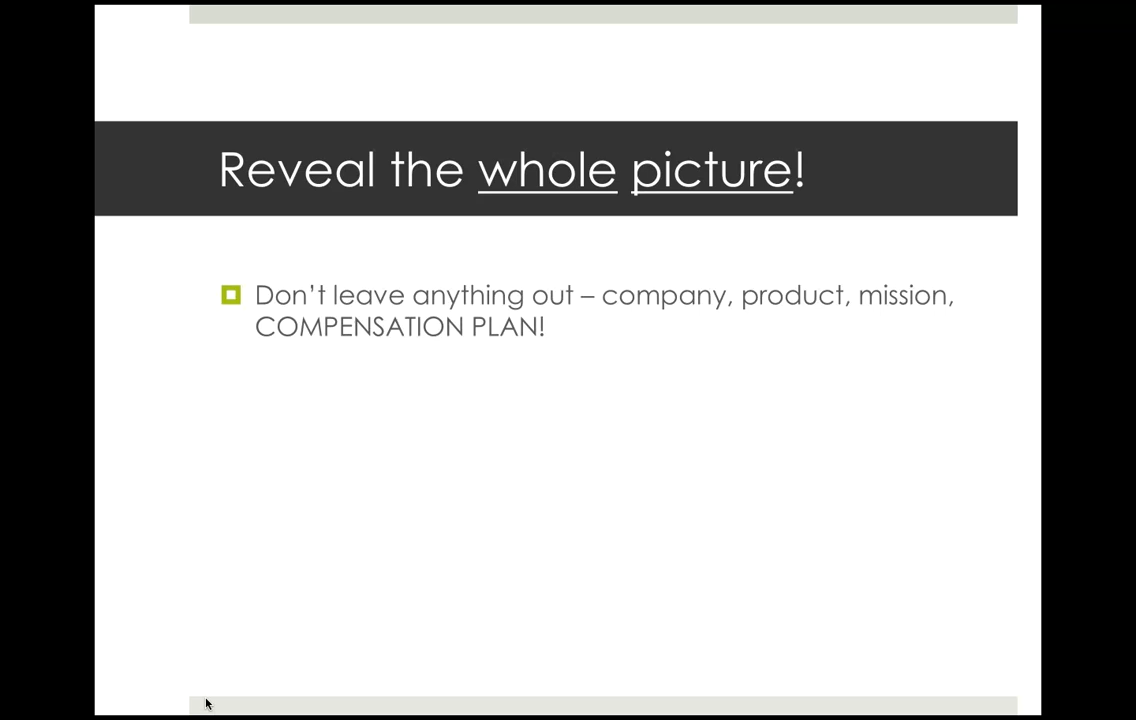 Reveal the whole picture!
Don’t leave anything out – company, product, mission,
COMPENSATION PLAN!